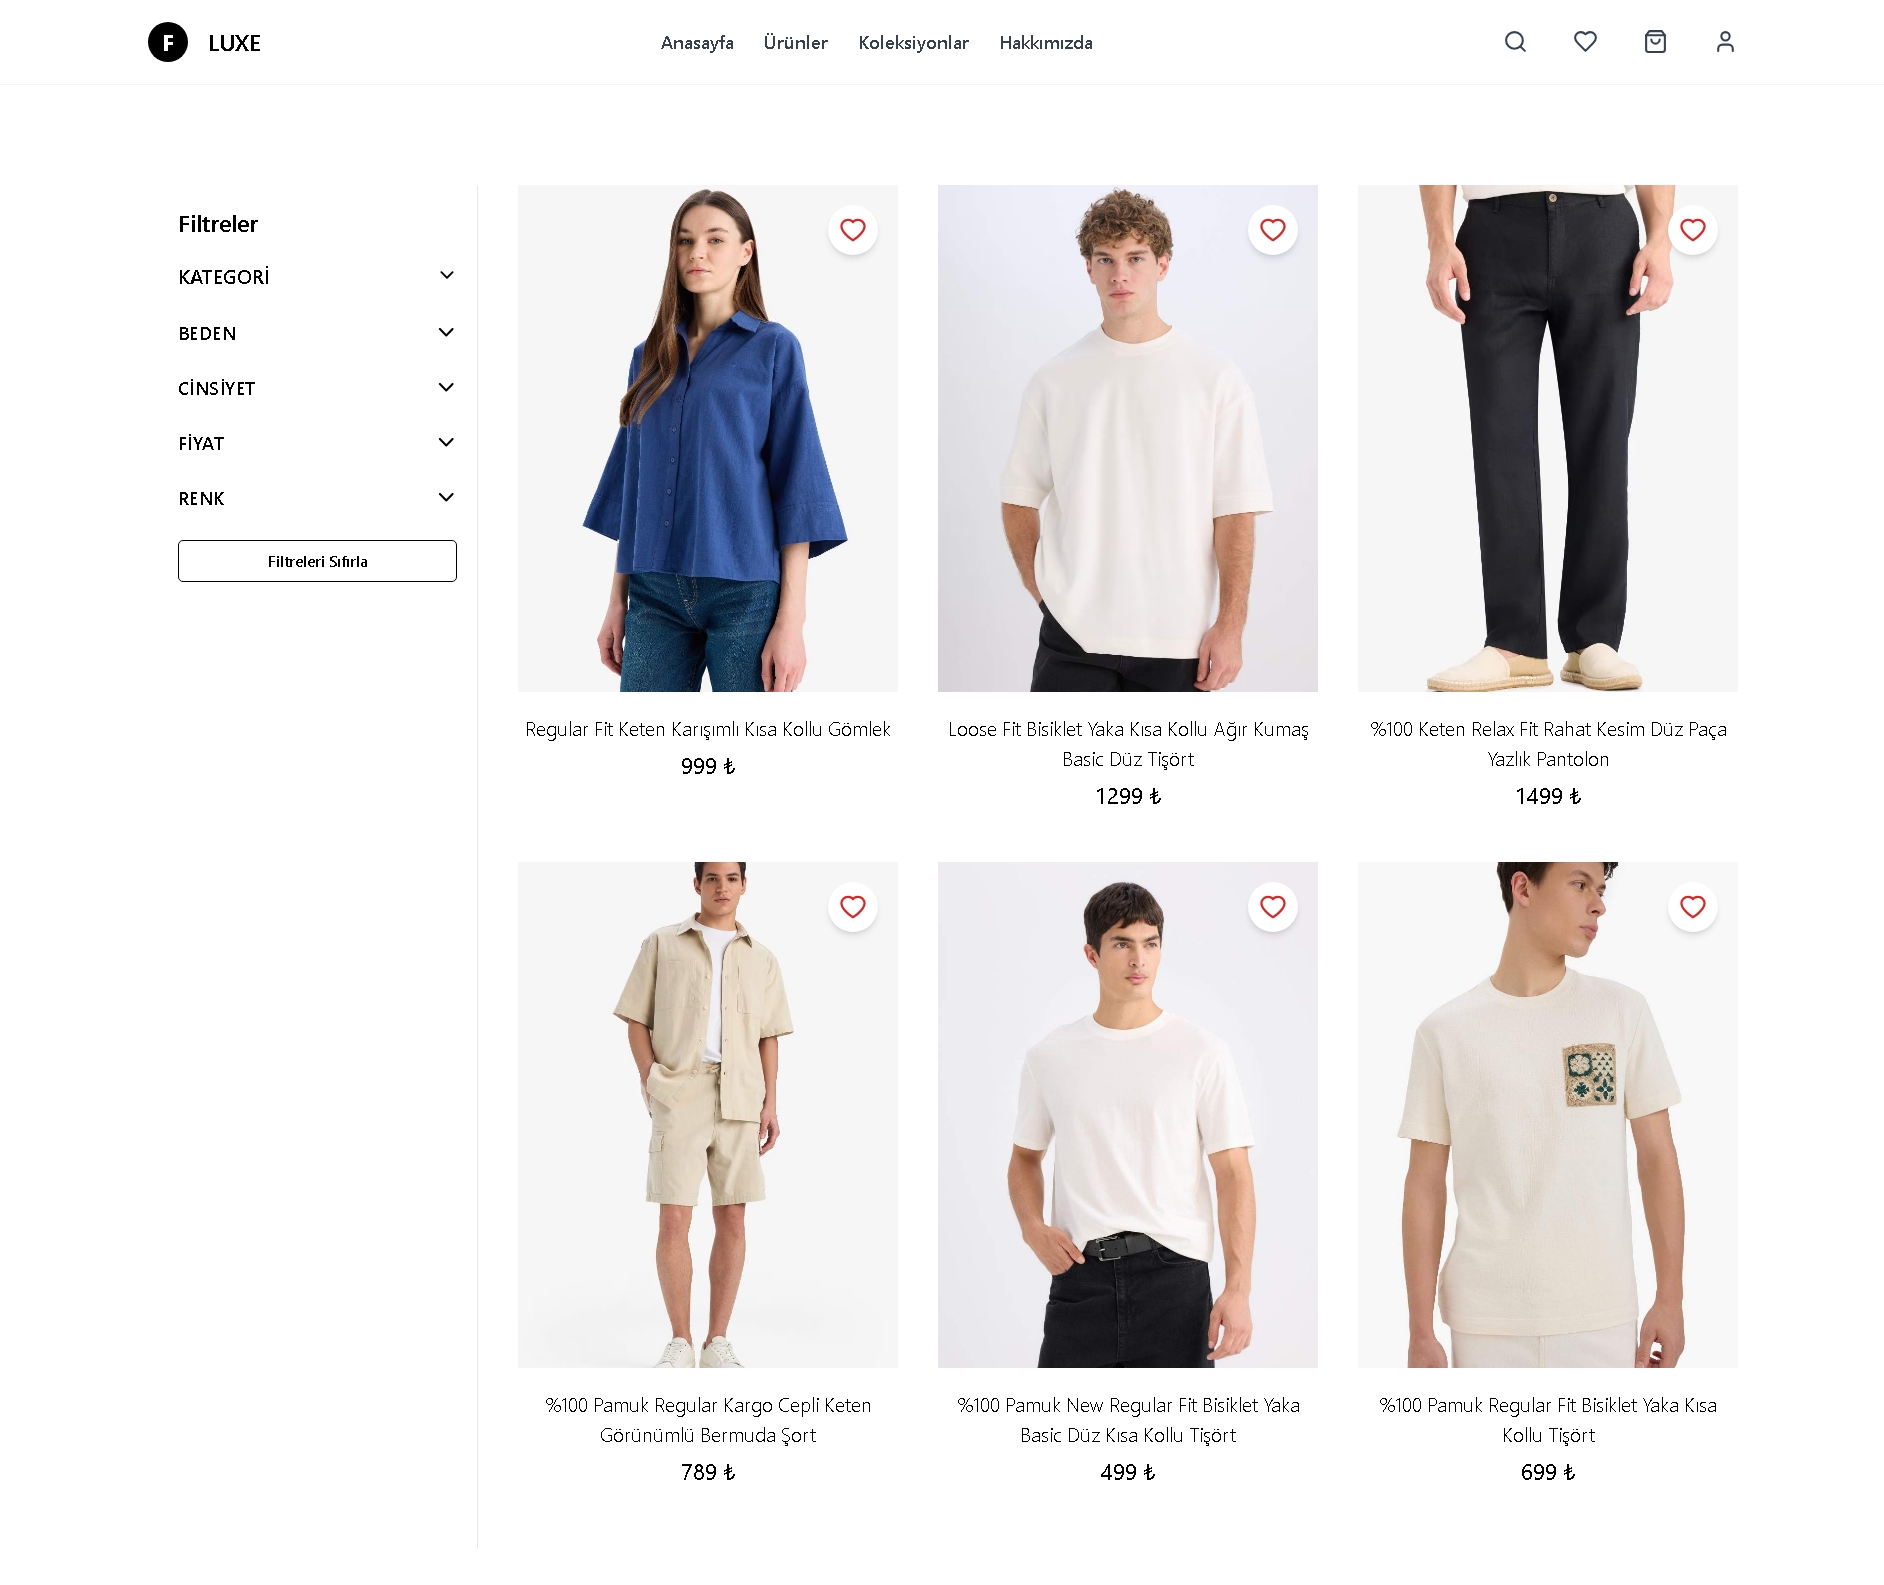 F LUXE
Anasayfa Ürünler Koleksiyonlar Hakkımızda
Filtreler
KATEGORİ
BEDEN
CİNSİYET
FİYAT
RENK
Filtreleri Sıfırla
Regular Fit Keten Karışımlı Kısa Kollu Gömlek
999 ₺
Loose Fit Bisiklet Yaka Kısa Kollu Ağır Kumaş
Basic Düz Tişört
1299 ₺
%100 Keten Relax Fit Rahat Kesim Düz Paça
Yazlık Pantolon
1499 ₺
%100 Pamuk Regular Kargo Cepli Keten
Görünümlü Bermuda Şort
789 ₺
%100 Pamuk New Regular Fit Bisiklet Yaka
Basic Düz Kısa Kollu Tişört
499 ₺
%100 Pamuk Regular Fit Bisiklet Yaka Kısa
Kollu Tişört
699 ₺